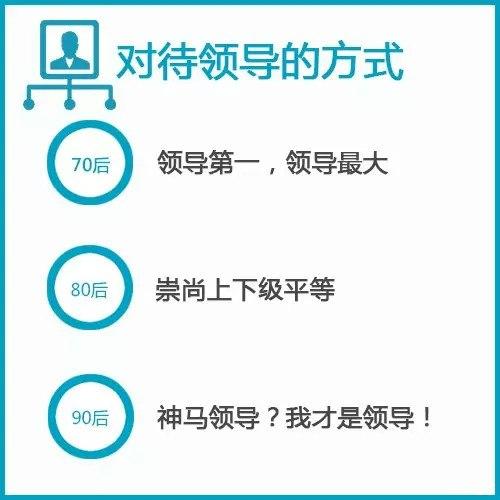 对待领导的方式
70后
领导第一，领导最大
80后
崇尚上下级平等
90后
神马领导？我才是领导！